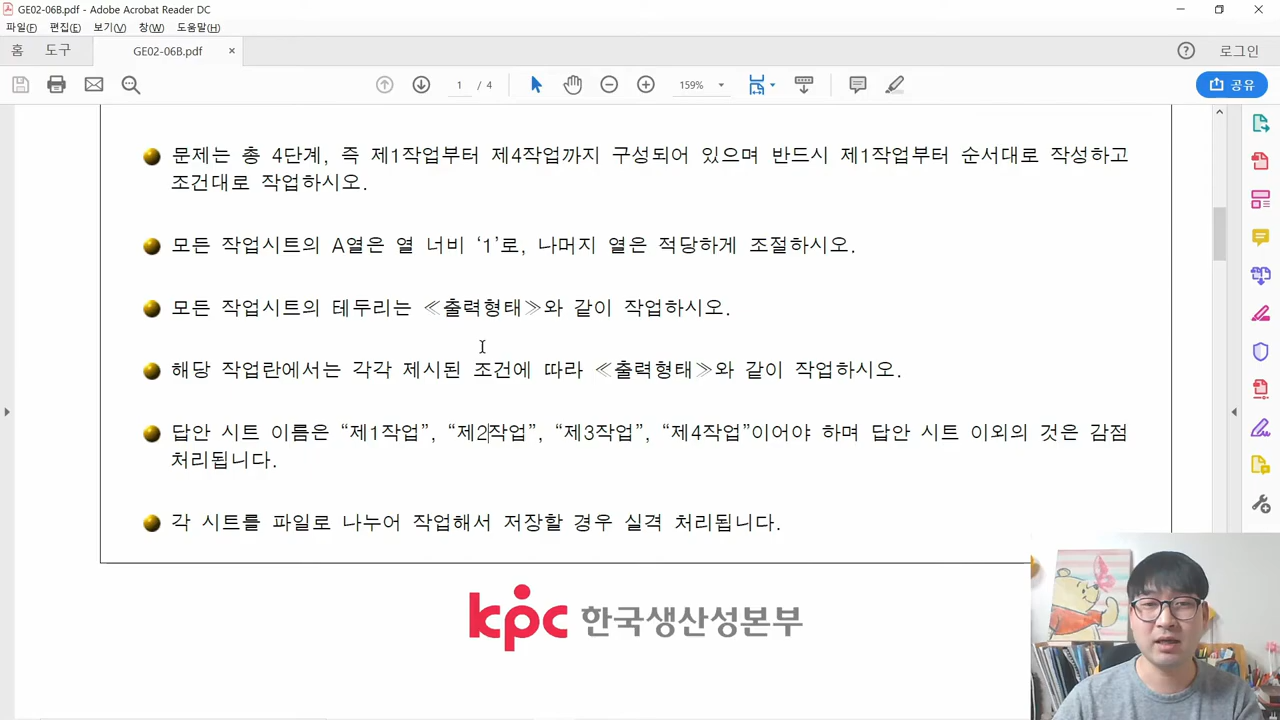 GE02-06B.pdf - Adobe Acrobat Reader DC
파일(F) 편집(E) 보기(V) 창(W) 도움말(H)
홈 도구 GE02-06B.pdf × 로그인
1 / 4 159% 공유
문제는 총 4단계, 즉 제1작업부터 제4작업까지 구성되어 있으며 반드시 제1작업부터 순서대로 작성하고
조건대로 작업하시오.
모든 작업시트의 A열은 열 너비 ‘1’로, 나머지 열은 적당하게 조절하시오.
모든 작업시트의 테두리는 ≪출력형태≫와 같이 작업하시오.
해당 작업란에서는 각각 제시된 조건에 따라 ≪출력형태≫와 같이 작업하시오.
답안 시트 이름은 “제1작업”, “제2작업”, “제3작업”, “제4작업”이어야 하며 답안 시트 이외의 것은 감점
처리됩니다.
각 시트를 파일로 나누어 작업해서 저장할 경우 실격 처리됩니다.
kpc 한국생산성본부